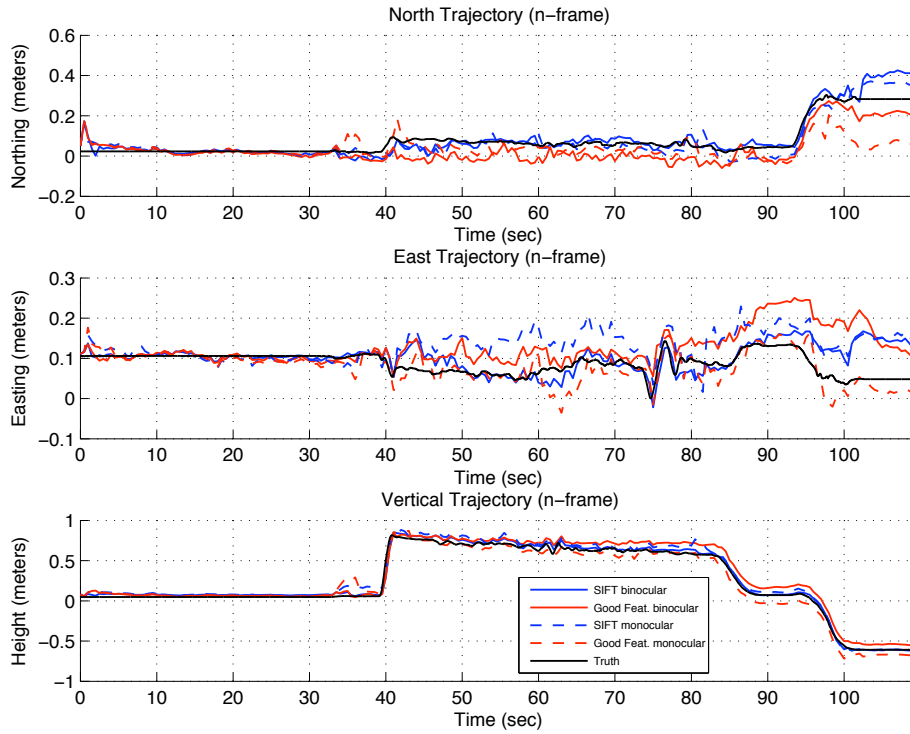 North Trajectory (n-frame)
0.6
0.4
0.2
0
−0.2
Northing (meters)
0 10 20 30 40 50 60 70 80 90 100
Time (sec)
East Trajectory (n-frame)
0.3
0.2
0.1
0
−0.1
Easting (meters)
0 10 20 30 40 50 60 70 80 90 100
Time (sec)
Vertical Trajectory (n-frame)
1
0.5
0
−0.5
−1
Height (meters)
SIFT binocular
Good Feat. binocular
SIFT monocular
Good Feat. monocular
Truth
0 10 20 30 40 50 60 70 80 90 100
Time (sec)